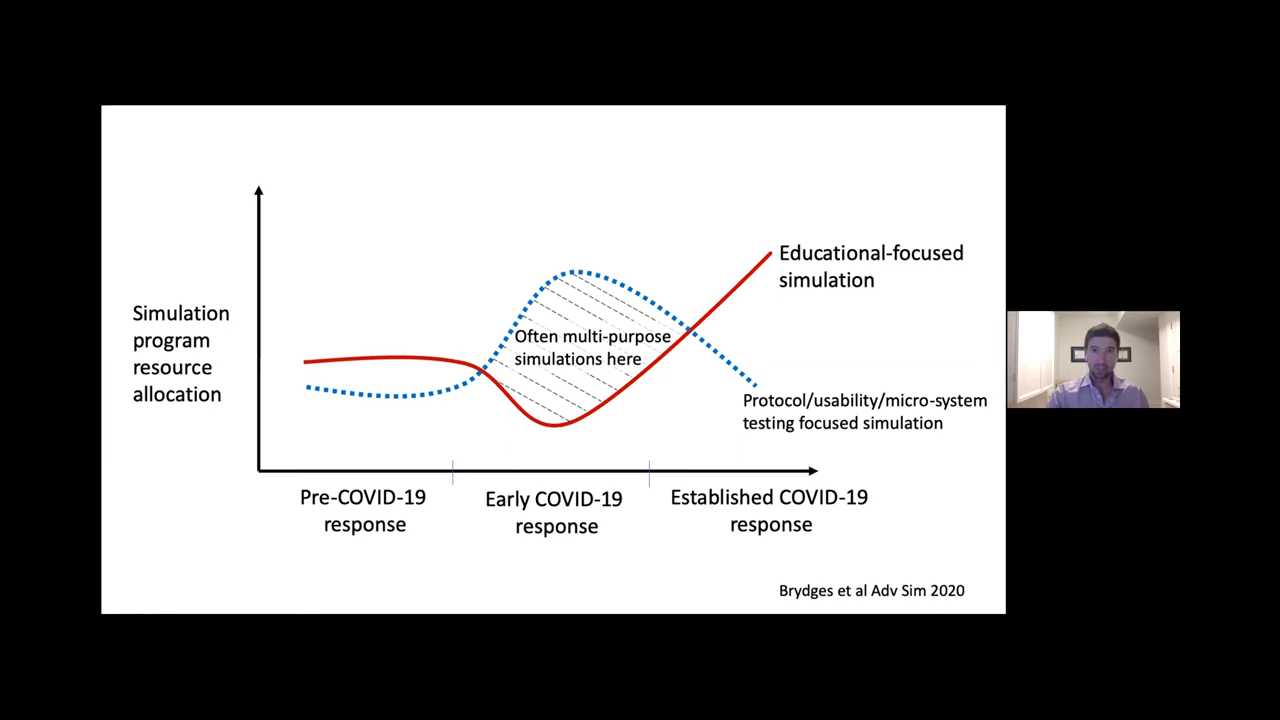 Educational-focused
simulation
Simulation
program
resource
allocation
Often multi-purpose
simulations here
Protocol/usability/micro-system
testing focused simulation
Pre-COVID-19
response
Early COVID-19
response
Established COVID-19
response
Brydges et al Adv Sim 2020